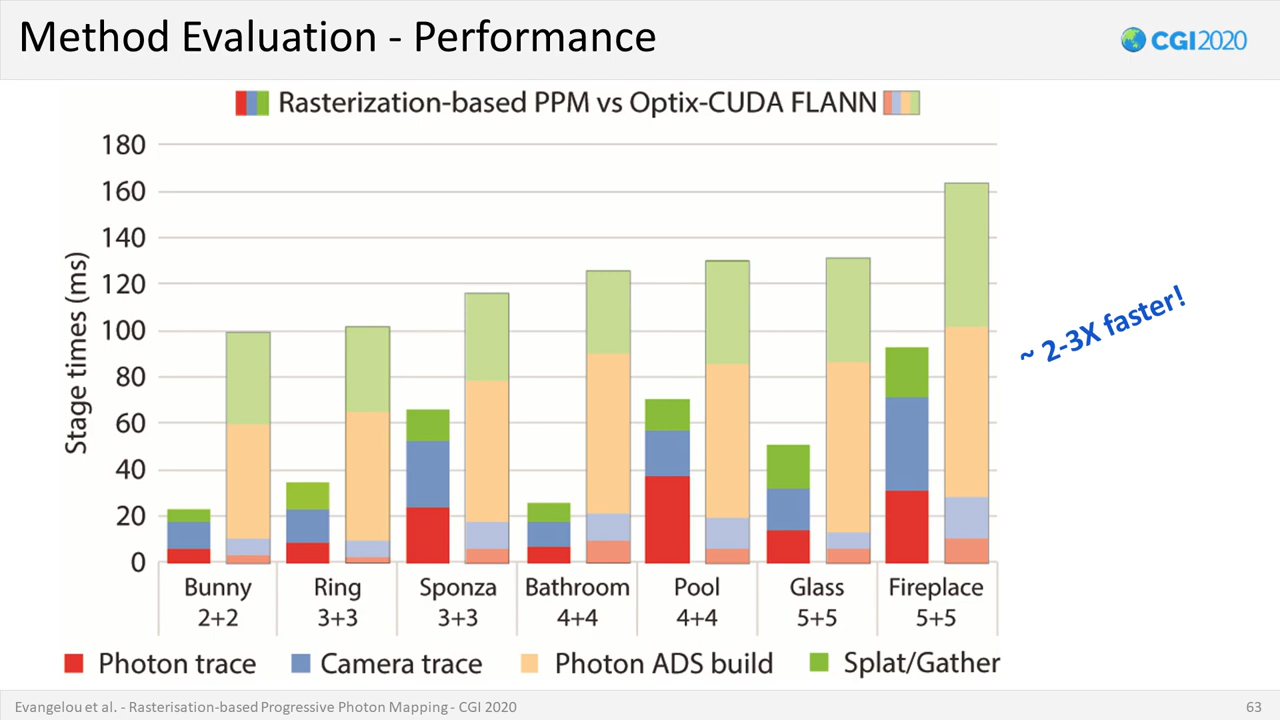 Method Evaluation - Performance
CGI2020
Rasterization-based PPM vs Optix-CUDA FLANN
Stage times (ms)
180
160
140
120
100
80
60
40
20
0
~ 2-3X faster!
Bunny Ring Sponza Bathroom Pool Glass Fireplace
2+2 3+3 3+3 4+4 4+4 5+5 5+5
Photon trace Camera trace Photon ADS build Splat/Gather
Evangelou et al. - Rasterisation-based Progressive Photon Mapping - CGI 2020 63